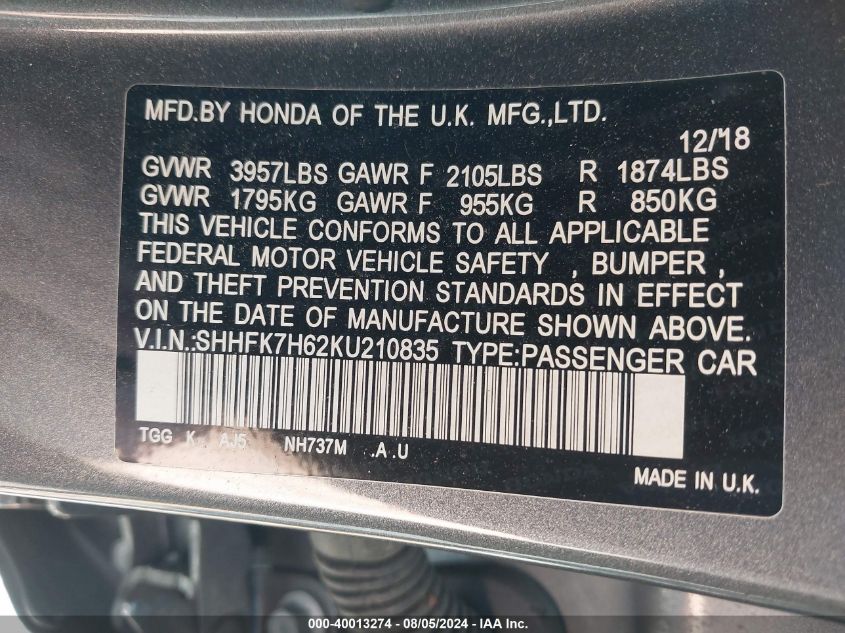 MFD.BY HONDA OF THE U.K. MFG.,LTD.
12/18
GVWR 3957LBS GAWR F 2105LBS R 1874LBS
GVWR 1795KG GAWR F 955KG R 850KG
THIS VEHICLE CONFORMS TO ALL APPLICABLE
FEDERAL MOTOR VEHICLE SAFETY , BUMPER ,
AND THEFT PREVENTION STANDARDS IN EFFECT
ON THE DATE OF MANUFACTURE SHOWN ABOVE.
V.I.N.:SHHFK7H62KU210835 TYPE:PASSENGER CAR
TGG K AJ5 NH737M .A .U
MADE IN U.K.
000-40013274 - 08/05/2024 - IAA Inc.